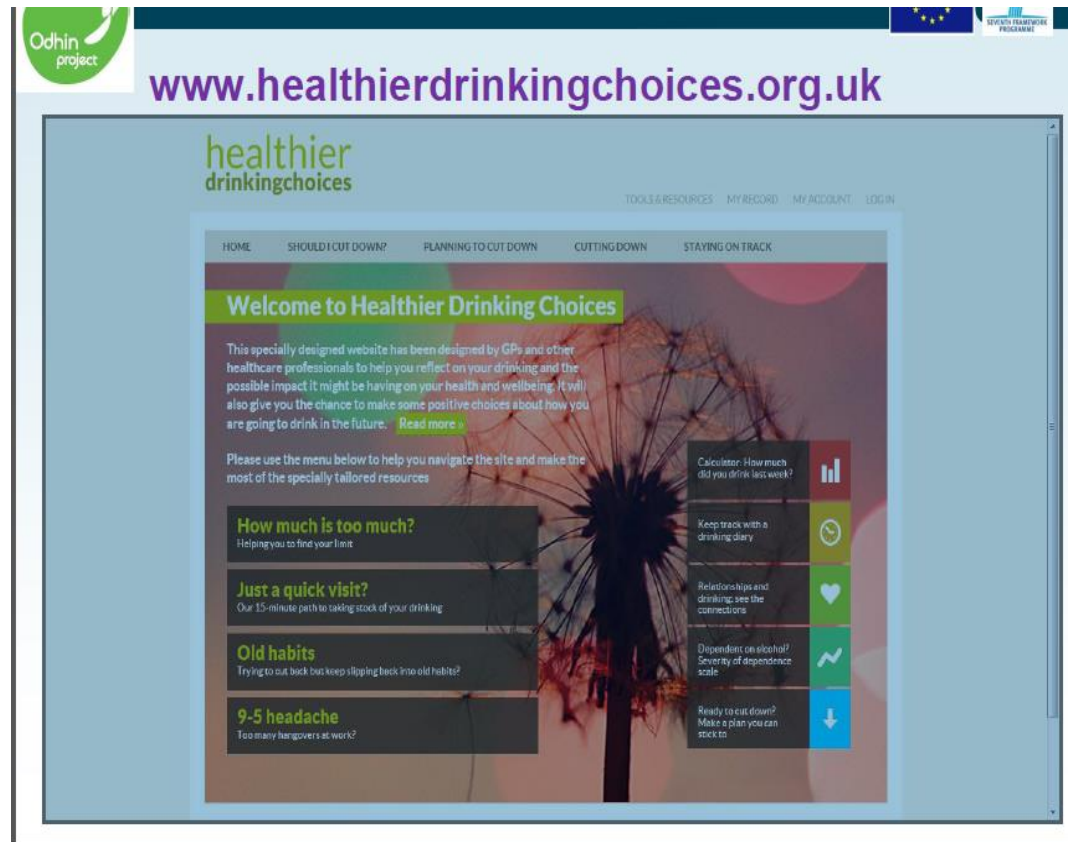 Odhin
project
SEVENTH FRAMEWORK
PROGRAMME
www.healthierdrinkingchoices.org.uk
healthier
drinkingchoices
TOOLS & RESOURCES MY RECORD MY ACCOUNT LOG IN
HOME SHOULD I CUT DOWN? PLANNING TO CUT DOWN CUTTING DOWN STAYING ON TRACK
Welcome to Healthier Drinking Choices
This specially designed website has been designed by GPs and other
healthcare professionals to help you reflect on your drinking and the
possible impact it might be having on your health and wellbeing. It will
also give you the chance to make some positive choices about how you
are going to drink in the future. Read more »
Please use the menu below to help you navigate the site and make the
most of the specially tailored resources
How much is too much?
Helping you to find your limit
Just a quick visit?
Our 15-minute path to taking stock of your drinking
Old habits
Trying to cut back but keep slipping back into old habits?
9-5 headache
Too many hangovers at work?
Calculator: How much
did you drink last week?
Keep track with a
drinking diary
Relationships and
drinking: see the
connections
Dependent on alcohol?
Severity of dependence
scale
Ready to cut down?
Make a plan you can
stick to